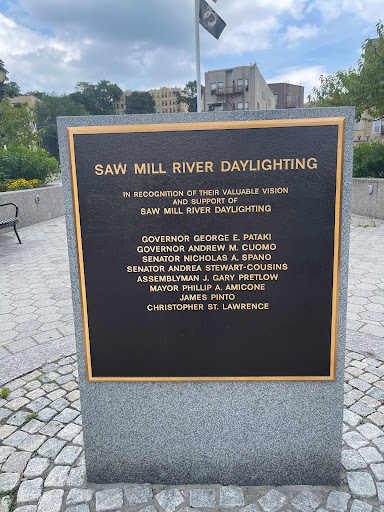 SAW MILL RIVER DAYLIGHTING
IN RECOGNITION OF THEIR VALUABLE VISION
AND SUPPORT OF
SAW MILL RIVER DAYLIGHTING
GOVERNOR GEORGE E. PATAKI
GOVERNOR ANDREW M. CUOMO
SENATOR NICHOLAS A. SPANO
SENATOR ANDREA STEWART-COUSINS
ASSEMBLYMAN J. GARY PRETLOW
MAYOR PHILLIP A. AMICONE
JAMES PINTO
CHRISTOPHER ST. LAWRENCE